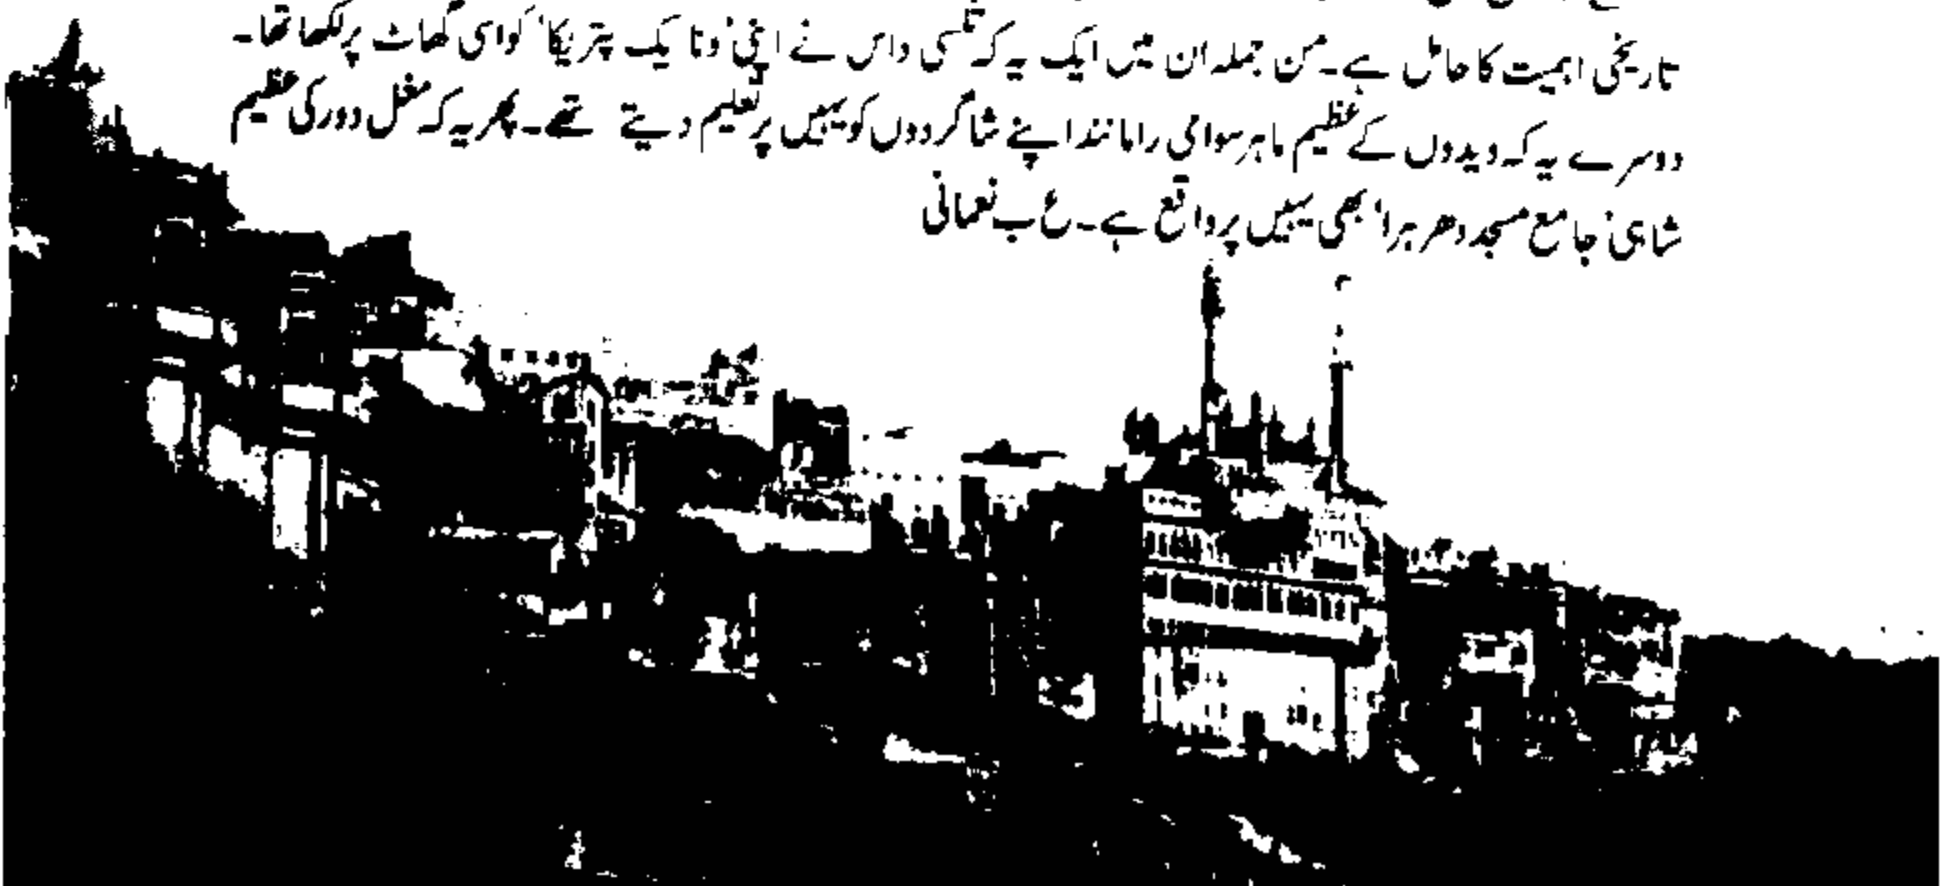 تاریخی اہمیت کا حامل ہے۔ من جملہ ان میں ایک یہ کہ تلسی داس نے اپنی 'ونا یک پتریکا' کو اسی گھاٹ پر لکھا تھا۔
دوسرے یہ کہ ویدوں کے عظیم ماہر سوامی راما نند اپنے شاگردوں کو یہیں پر تعلیم دیتے تھے۔ پھر یہ کہ مغل دور کی عظیم
شاہی 'جامع مسجد دھرہرا' بھی یہیں پر واقع ہے۔ ع ب نعمانی